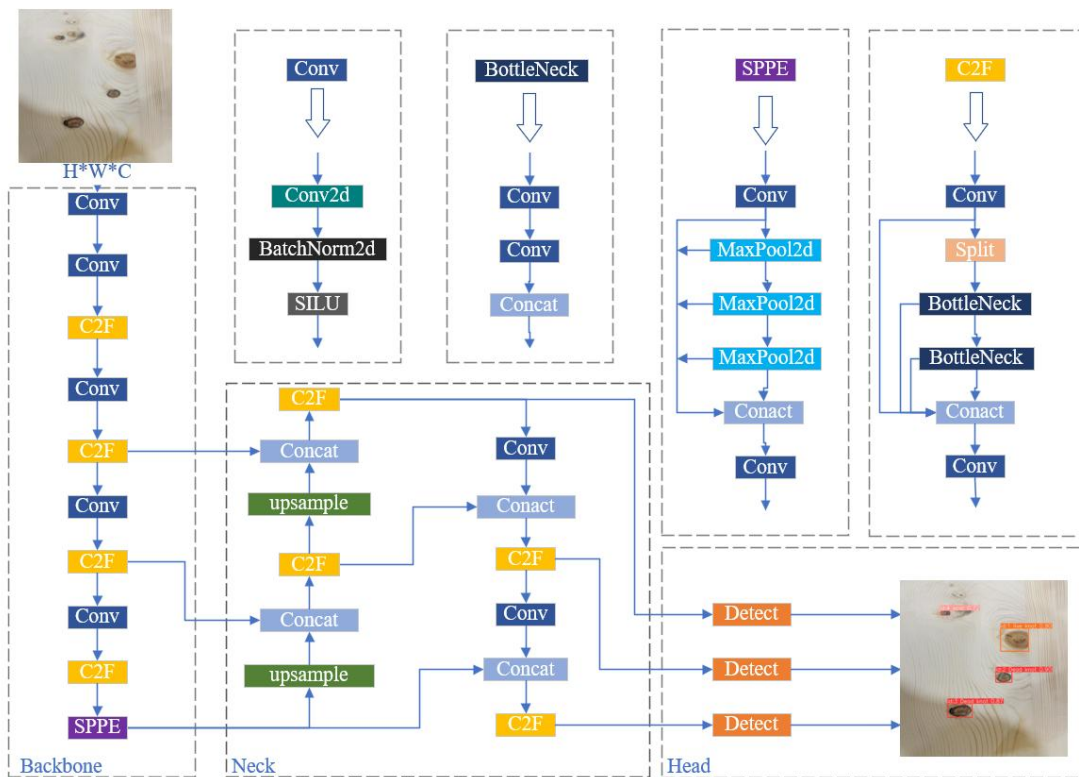 H*W*C
Conv
Conv
C2F
Conv
C2F
Conv
C2F
Conv
C2F
SPPE
Backbone
Conv
Conv2d
BatchNorm2d
SILU
BottleNeck
Conv
Conv
Concat
SPPE
Conv
MaxPool2d
MaxPool2d
MaxPool2d
Conact
Conv
C2F
Conv
Split
BottleNeck
BottleNeck
Conact
Conv
C2F
Concat
upsample
C2F
Concat
upsample
Conv
Conact
C2F
Conv
Concat
C2F
Neck
Detect
Detect
Detect
Head